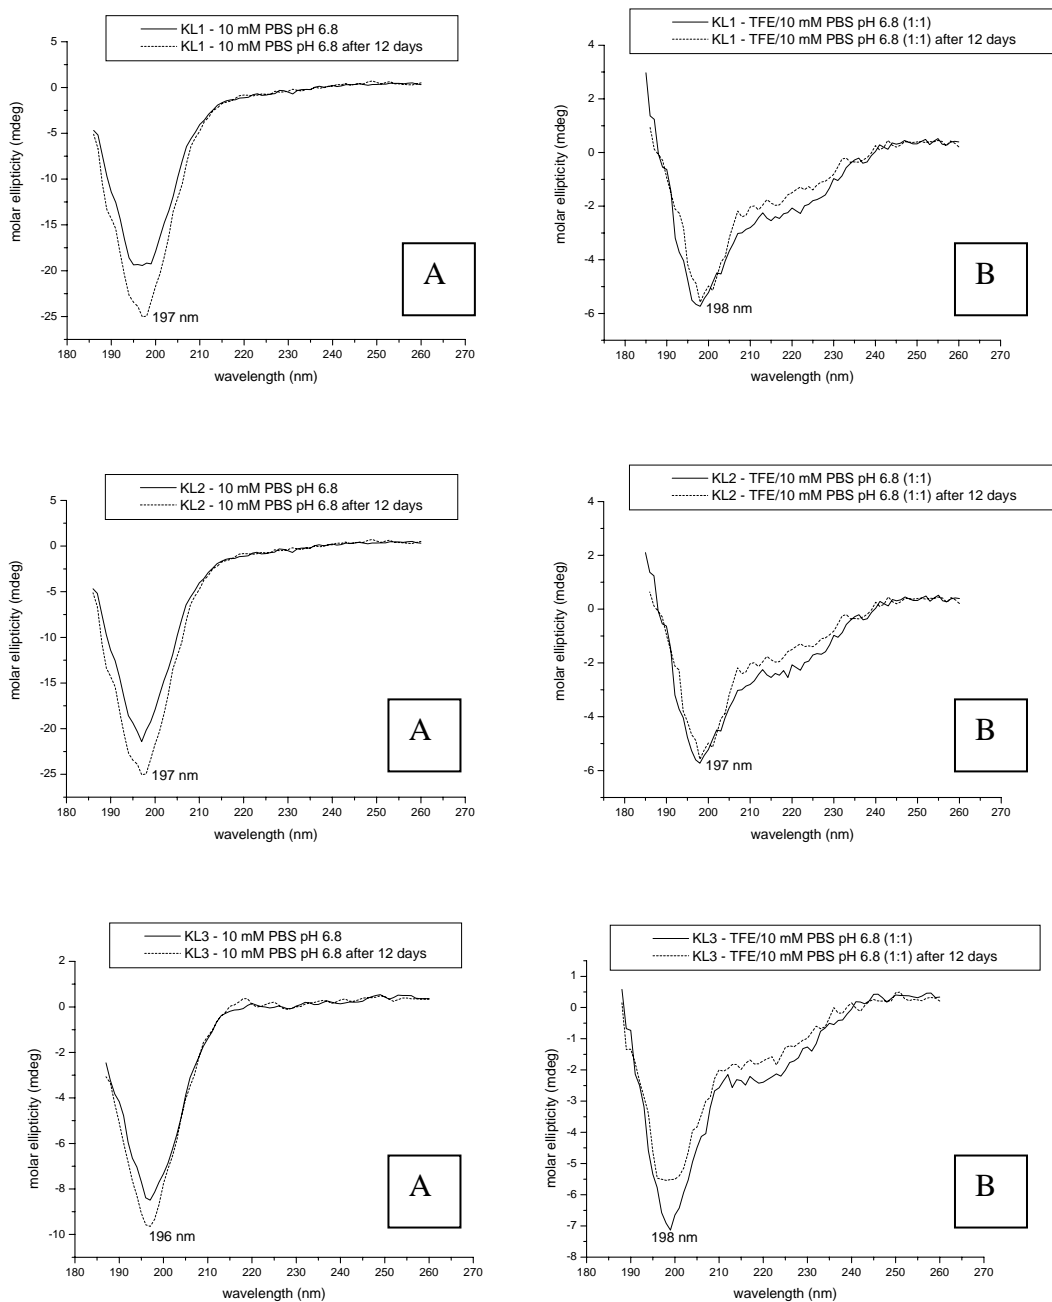 KL1 - 10 mM PBS pH 6.8
KL1 - 10 mM PBS pH 6.8 after 12 days
molar ellipticity (mdeg)
5
0
-5
-10
-15
-20
-25
A
197 nm
180 190 200 210 220 230 240 250 260 270
wavelength (nm)
KL1 - TFE/10 mM PBS pH 6.8 (1:1)
KL1 - TFE/10 mM PBS pH 6.8 (1:1) after 12 days
molar ellipticity (mdeg)
4
2
0
-2
-4
-6
B
198 nm
180 190 200 210 220 230 240 250 260 270
wavelength (nm)
KL2 - 10 mM PBS pH 6.8
KL2 - 10 mM PBS pH 6.8 after 12 days
molar ellipticity (mdeg)
5
0
-5
-10
-15
-20
-25
A
197 nm
180 190 200 210 220 230 240 250 260 270
wavelength (nm)
KL2 - TFE/10 mM PBS pH 6.8 (1:1)
KL2 - TFE/10 mM PBS pH 6.8 (1:1) after 12 days
molar ellipticity (mdeg)
4
2
0
-2
-4
-6
B
197 nm
180 190 200 210 220 230 240 250 260 270
wavelength (nm)
KL3 - 10 mM PBS pH 6.8
KL3 - 10 mM PBS pH 6.8 after 12 days
molar ellipticity (mdeg)
2
0
-2
-4
-6
-8
-10
A
196 nm
180 190 200 210 220 230 240 250 260 270
wavelength (nm)
KL3 - TFE/10 mM PBS pH 6.8 (1:1)
KL3 - TFE/10 mM PBS pH 6.8 (1:1) after 12 days
molar ellipticity (mdeg)
1
0
-1
-2
-3
-4
-5
-6
-7
-8
B
198 nm
180 190 200 210 220 230 240 250 260 270
wavelength (nm)